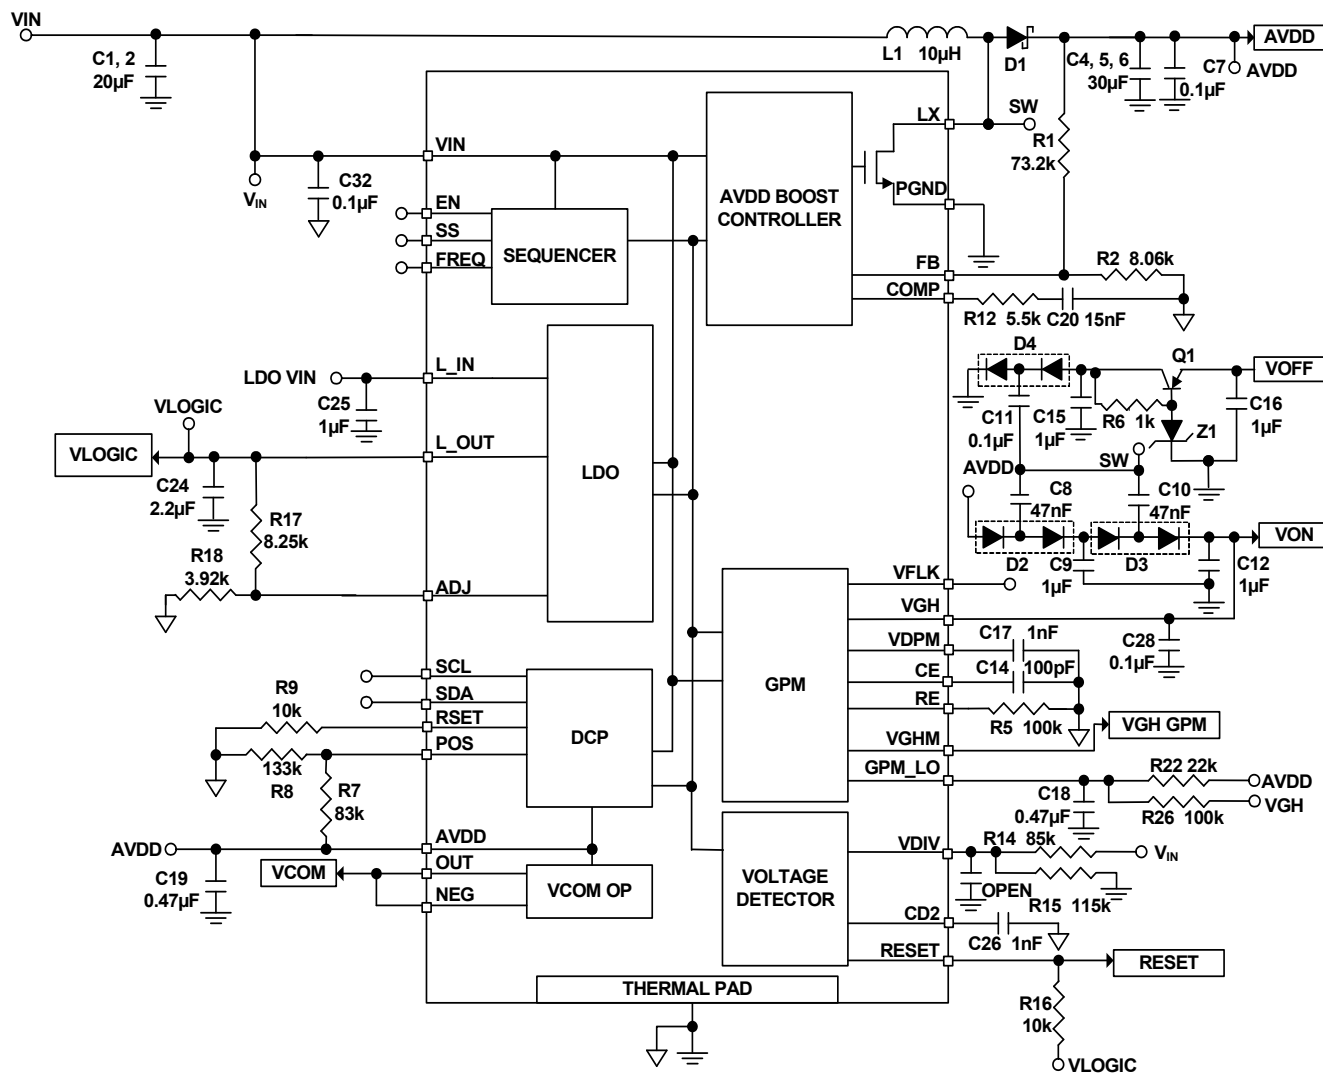 VIN
C1, 2
20µF
L1 10µH
D1
C4, 5, 6
30µF
C7
0.1µF
AVDD
AVDD
LX
SW
R1
73.2k
VIN
VIN
C32
0.1µF
EN
SS
FREQ
SEQUENCER
AVDD BOOST
CONTROLLER
PGND
FB
R2 8.06k
COMP
R12 5.5k
C20 15nF
D4
Q1
VOFF
LDO VIN
L_IN
C25
1µF
C11
0.1µF
C15
1µF
R6 1k
Z1
C16
1µF
VLOGIC
VLOGIC
L_OUT
LDO
AVDD
SW
C24
2.2µF
R17
8.25k
C8
47nF
C10
47nF
VON
R18
3.92k
D2
C9
1µF
D3
C12
1µF
ADJ
VFLK
VGH
C28
0.1µF
VDPM
C17 1nF
SCL
SDA
CE
C14 100pF
GPM
RE
R5 100k
R9
10k
RSET
POS
DCP
VGHM
VGH GPM
133k
R8
R7
83k
GPM_LO
R22 22k
AVDD
C18
0.47µF
R26 100k
VGH
AVDD
AVDD
VDIV
R14 85k
VIN
VCOM
OUT
NEG
VCOM OP
VOLTAGE
DETECTOR
OPEN
R15 115k
C19
0.47µF
CD2
C26 1nF
RESET
RESET
THERMAL PAD
R16
10k
VLOGIC